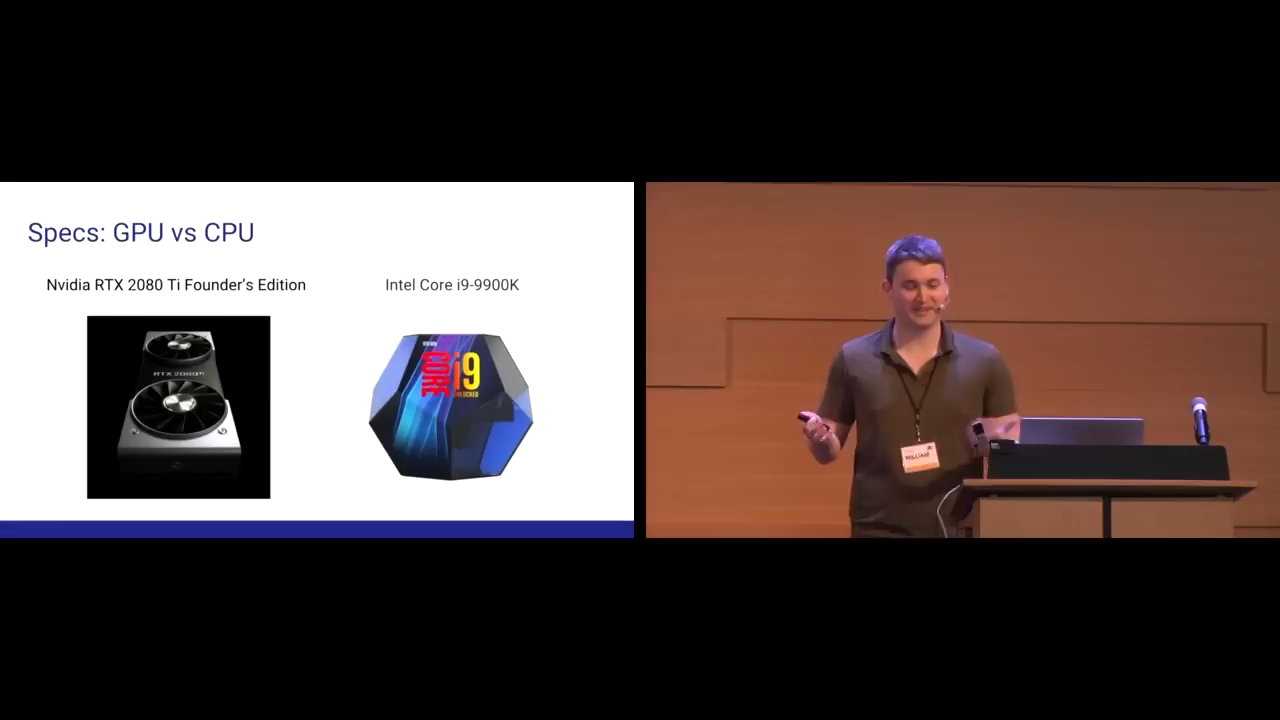 Specs: GPU vs CPU
Nvidia RTX 2080 Ti Founder's Edition
Intel Core i9-9900K
RTX 2080 Ti
CORE
i9
UNLOCKED